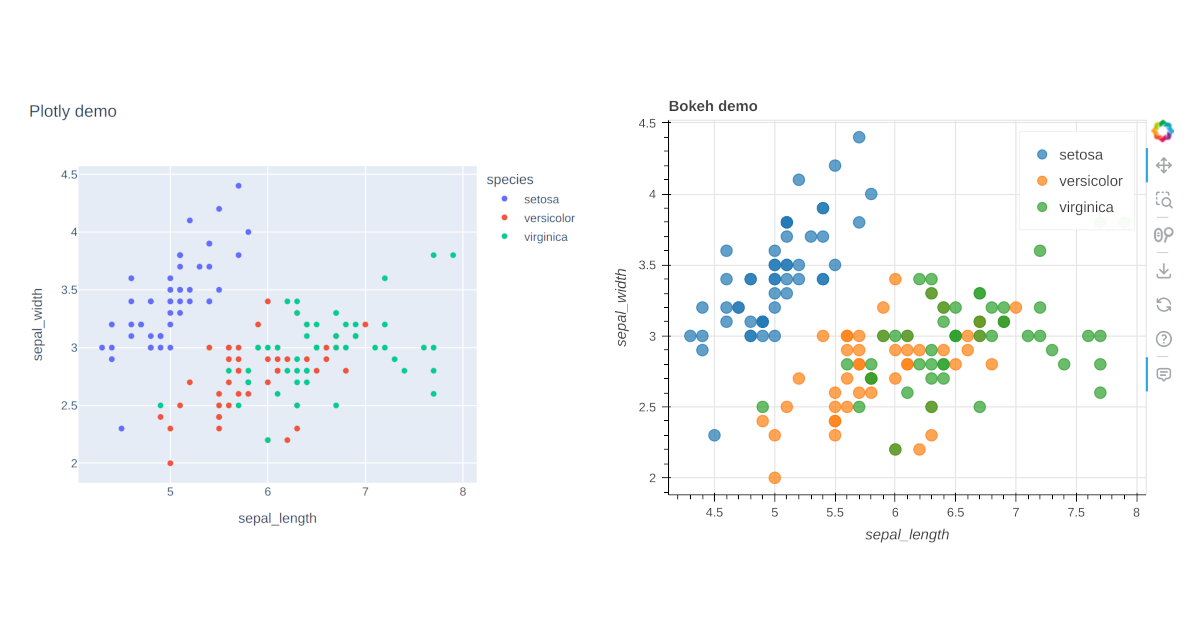 Plotly demo
4.5
4
3.5
3
2.5
2
5
6
7
8
sepal_length
sepal_width
species
setosa
versicolor
virginica
Bokeh demo
4.5
4
3.5
3
2.5
2
4.5
5
5.5
6
6.5
7
7.5
8
sepal_length
sepal_width
setosa
versicolor
virginica